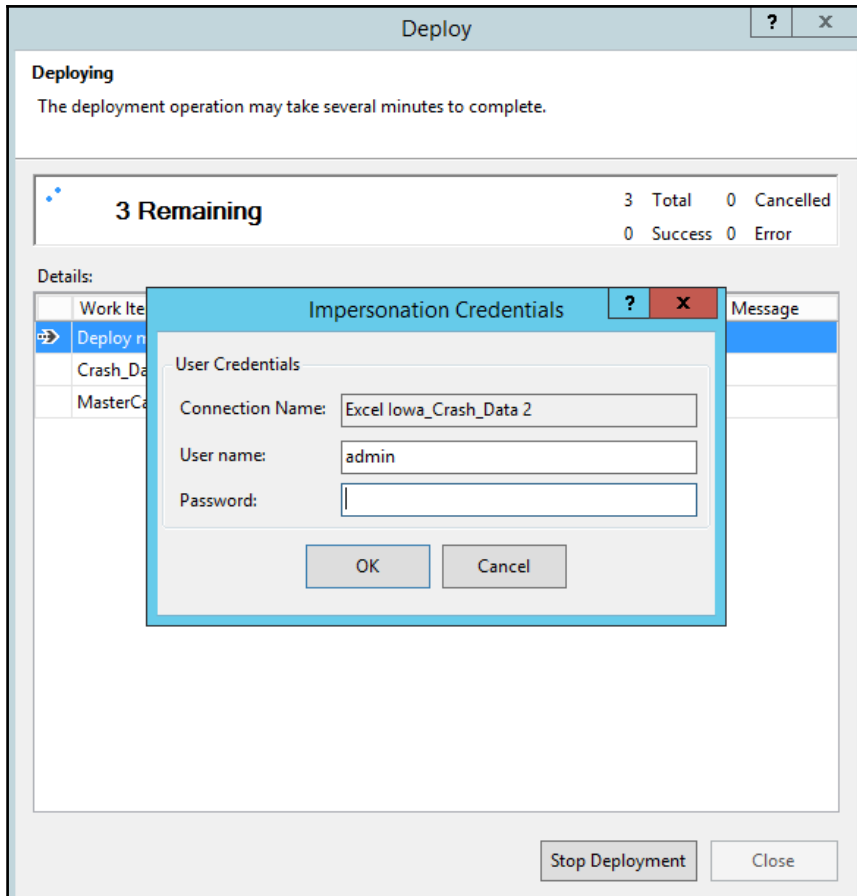 Deploy
? x
Deploying
The deployment operation may take several minutes to complete.
3 Remaining
3 Total 0 Cancelled
0 Success 0 Error
Details:
Work Ite Message
Deploy m
Crash_Da
MasterCa
Impersonation Credentials
? x
User Credentials
Connection Name: Excel Iowa_Crash_Data 2
User name: admin
Password:
OK Cancel
Stop Deployment Close